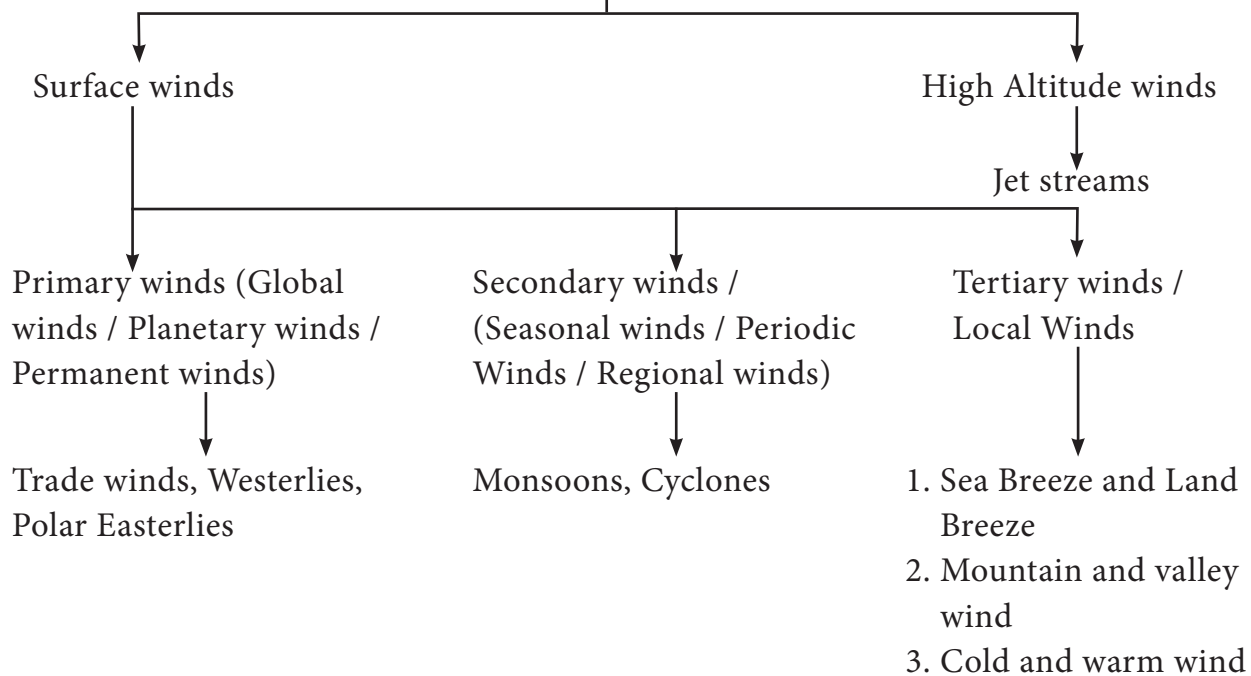 Surface winds
High Altitude winds
Jet streams
Primary winds (Global
winds / Planetary winds /
Permanent winds)
Secondary winds /
(Seasonal winds / Periodic
Winds / Regional winds)
Tertiary winds /
Local Winds
Trade winds, Westerlies,
Polar Easterlies
Monsoons, Cyclones
1. Sea Breeze and Land
Breeze
2. Mountain and valley
wind
3. Cold and warm wind